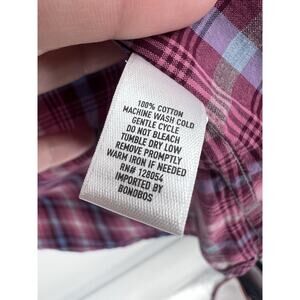 100% COTTON
MACHINE WASH COLD
GENTLE CYCLE
DO NOT BLEACH
TUMBLE DRY LOW
REMOVE PROMPTLY
WARM IRON IF NEEDED
RN# 128054
IMPORTED BY
BONOBOS